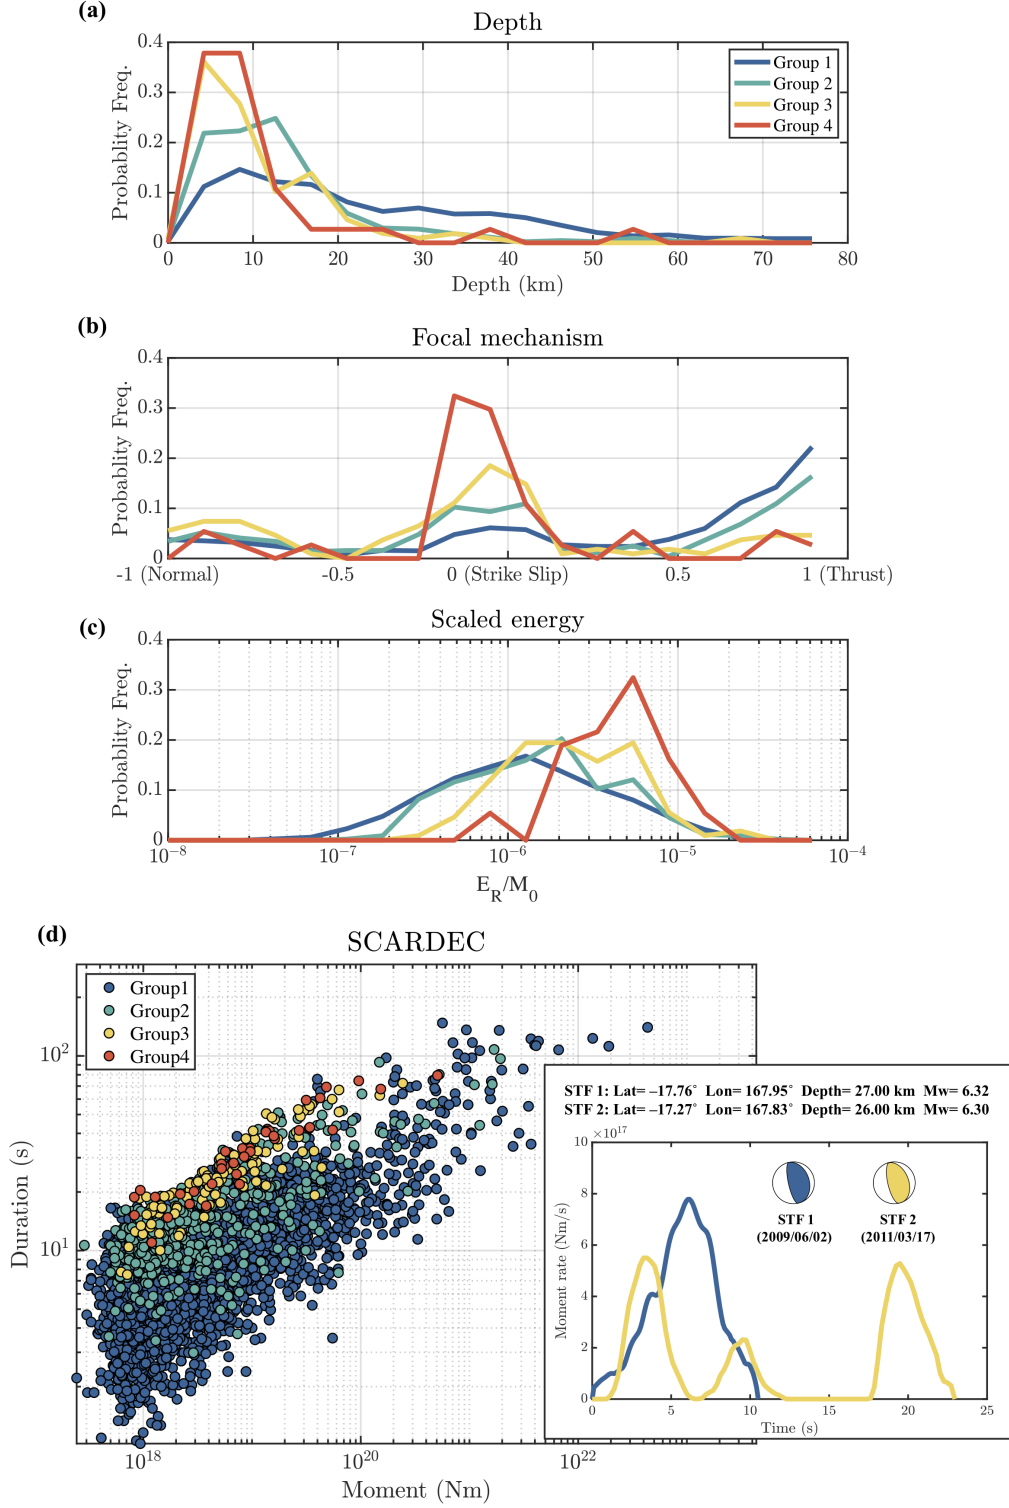 (a)
Depth
0.4
0.3
0.2
0.1
0
Probablity Freq.
Group 1
Group 2
Group 3
Group 4
0 10 20 30 40 50 60 70 80
Depth (km)
(b)
Focal mechanism
0.4
0.3
0.2
0.1
0
Probablity Freq.
-1 (Normal) -0.5 0 (Strike Slip) 0.5 1 (Thrust)
(c)
Scaled energy
0.4
0.3
0.2
0.1
0
Probablity Freq.
10⁻⁸ 10⁻⁷ 10⁻⁶ 10⁻⁵ 10⁻⁴
E_R/M_0
(d)
SCARDEC
Group1
Group2
Group3
Group4
10²
10¹
Duration (s)
10¹⁸ 10²⁰ 10²²
Moment (Nm)
STF 1: Lat= −17.76° Lon= 167.95° Depth= 27.00 km Mw= 6.32
STF 2: Lat= −17.27° Lon= 167.83° Depth= 26.00 km Mw= 6.30
×10¹⁷
10
8
6
4
2
0
Moment rate (Nm/s)
STF 1
(2009/06/02)
STF 2
(2011/03/17)
0 5 10 15 20 25
Time (s)